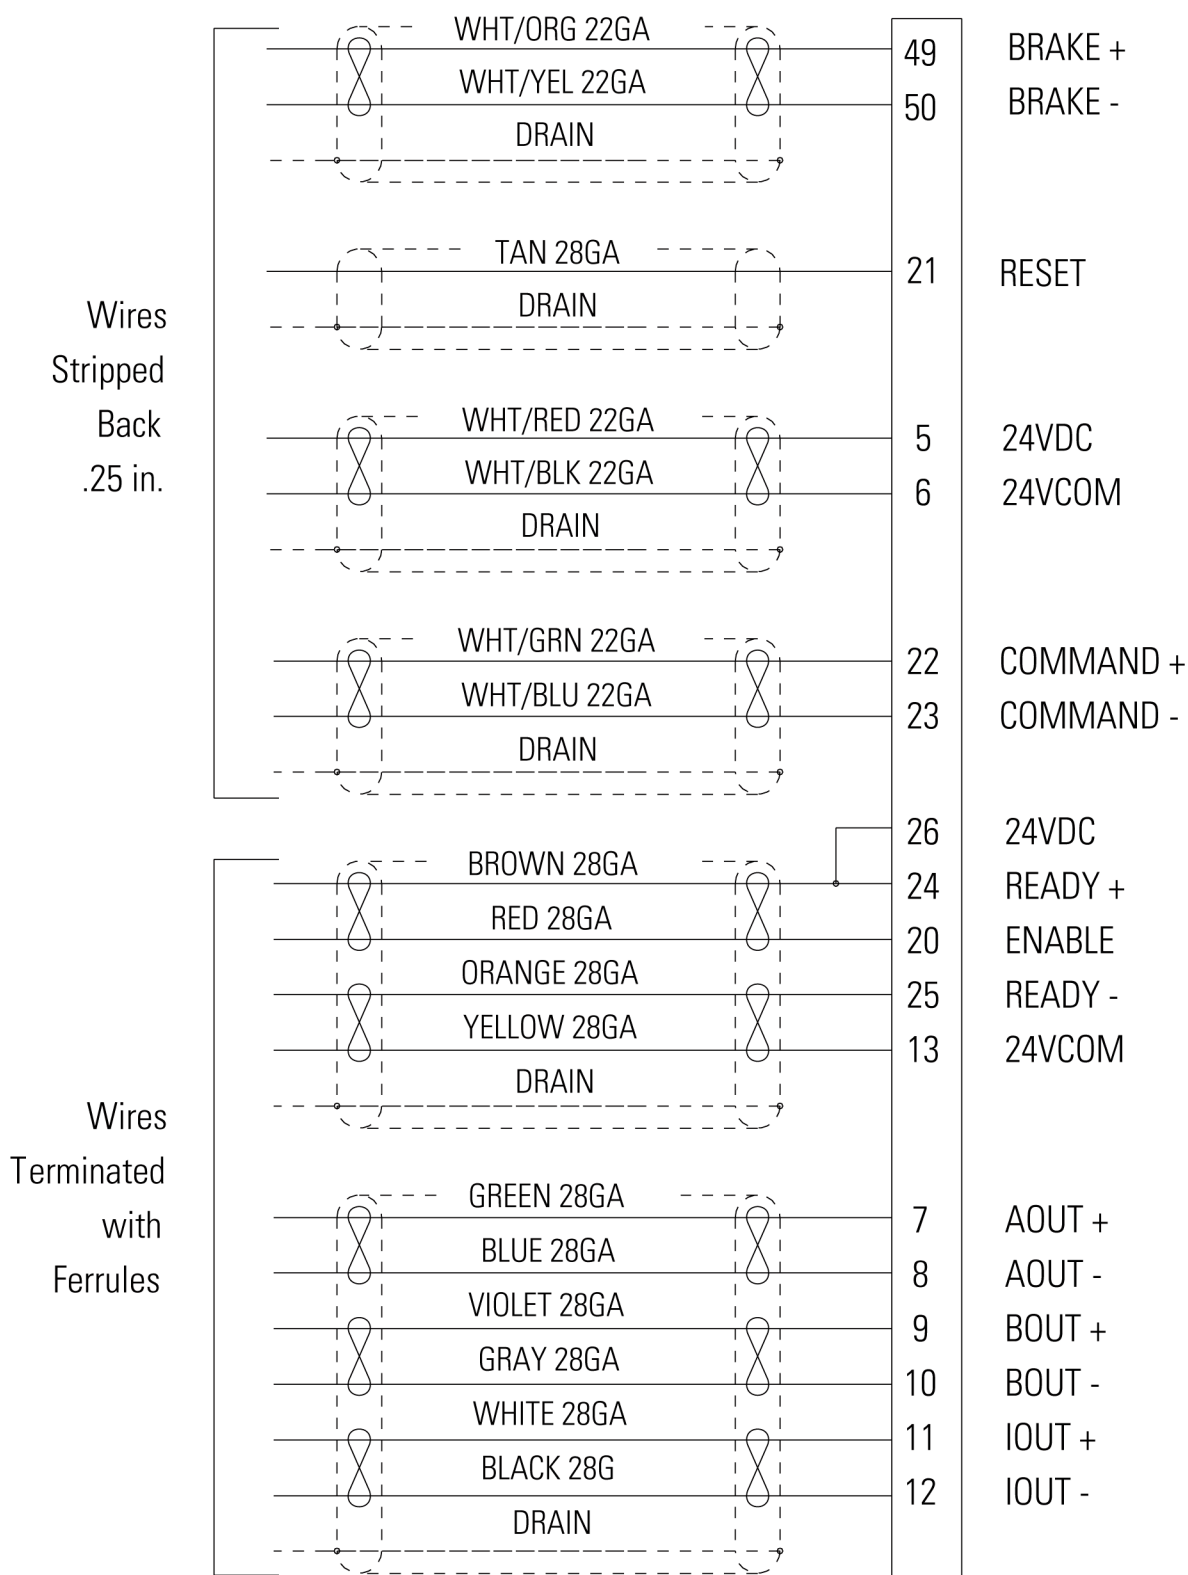 WHT/ORG 22GA 49 BRAKE +
WHT/YEL 22GA 50 BRAKE -
DRAIN
TAN 28GA 21 RESET
DRAIN
Wires
Stripped
Back
.25 in.
WHT/RED 22GA 5 24VDC
WHT/BLK 22GA 6 24VCOM
DRAIN
WHT/GRN 22GA 22 COMMAND +
WHT/BLU 22GA 23 COMMAND -
DRAIN
26 24VDC
BROWN 28GA 24 READY +
RED 28GA 20 ENABLE
ORANGE 28GA 25 READY -
YELLOW 28GA 13 24VCOM
DRAIN
Wires
Terminated
with
Ferrules
GREEN 28GA 7 AOUT +
BLUE 28GA 8 AOUT -
VIOLET 28GA 9 BOUT +
GRAY 28GA 10 BOUT -
WHITE 28GA 11 IOUT +
BLACK 28G 12 IOUT -
DRAIN